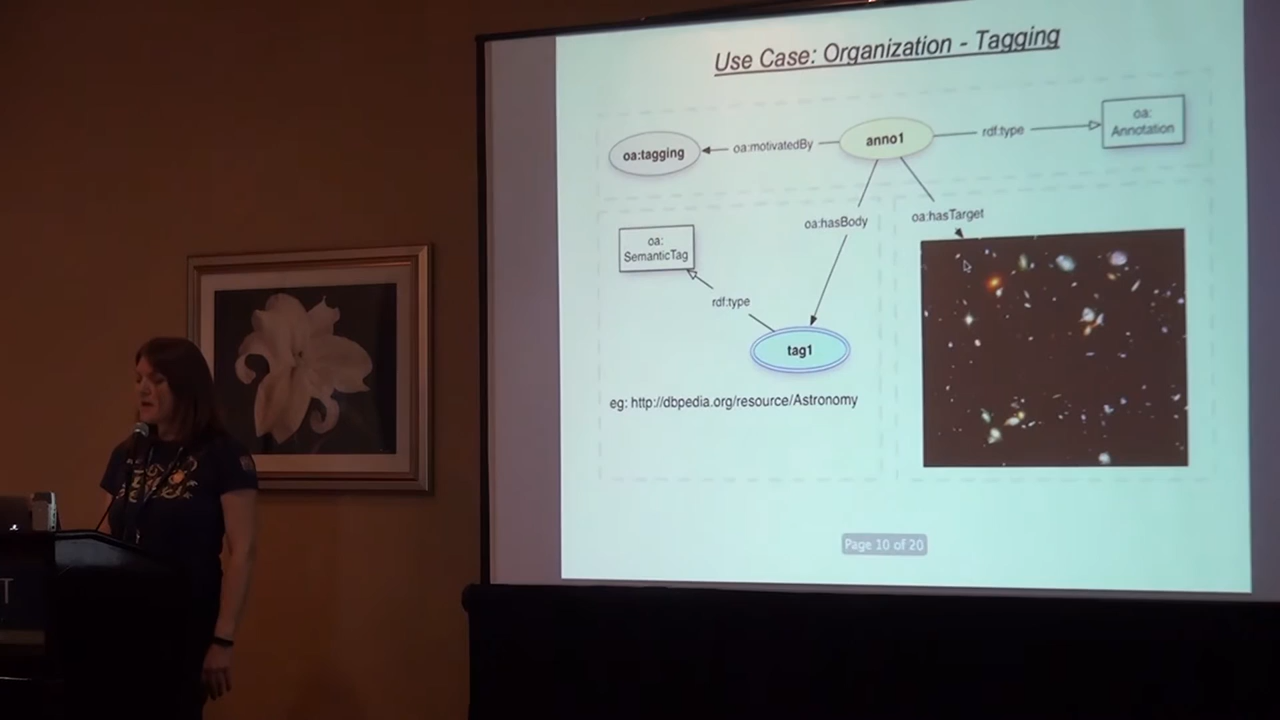 Use Case: Organization - Tagging
oa:tagging
oa:motivatedBy
anno1
rdf:type
oa:
Annotation
oa:hasBody
oa:hasTarget
oa:
SemanticTag
rdf:type
tag1
eg: http://dbpedia.org/resource/Astronomy
Page 10 of 20
T